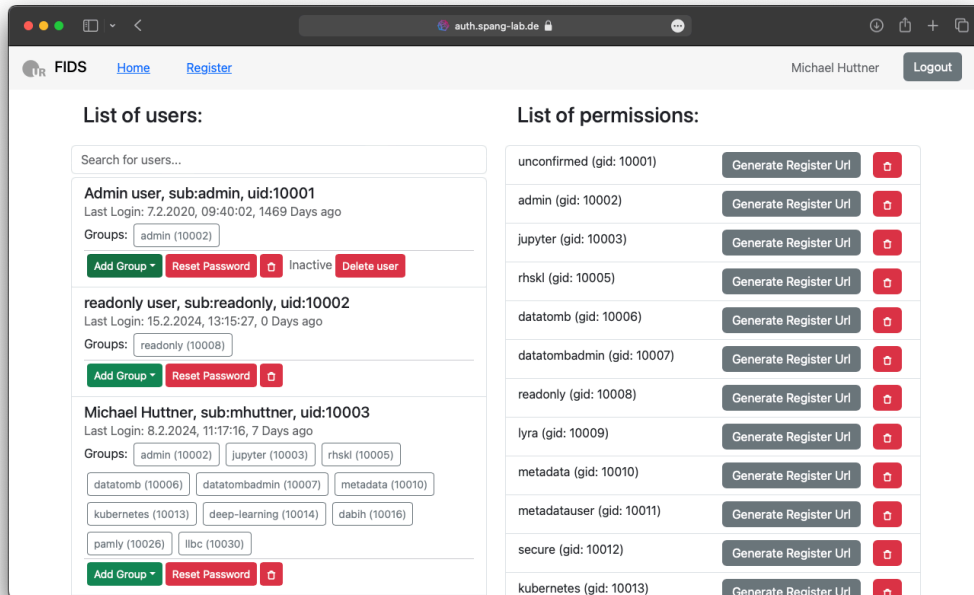 auth.spang-lab.de
UR FIDS Home Register Michael Huttner Logout
List of users:
Search for users...
Admin user, sub:admin, uid:10001
Last Login: 7.2.2020, 09:40:02, 1469 Days ago
Groups: admin (10002)
Add Group Reset Password Inactive Delete user
readonly user, sub:readonly, uid:10002
Last Login: 15.2.2024, 13:15:27, 0 Days ago
Groups: readonly (10008)
Add Group Reset Password
Michael Huttner, sub:mhuttner, uid:10003
Last Login: 8.2.2024, 11:17:16, 7 Days ago
Groups: admin (10002) jupyter (10003) rhskl (10005)
datatomb (10006) datatombadmin (10007) metadata (10010)
kubernetes (10013) deep-learning (10014) dabih (10016)
pamly (10026) llbc (10030)
Add Group Reset Password
List of permissions:
unconfirmed (gid: 10001) Generate Register Url
admin (gid: 10002) Generate Register Url
jupyter (gid: 10003) Generate Register Url
rhskl (gid: 10005) Generate Register Url
datatomb (gid: 10006) Generate Register Url
datatombadmin (gid: 10007) Generate Register Url
readonly (gid: 10008) Generate Register Url
lyra (gid: 10009) Generate Register Url
metadata (gid: 10010) Generate Register Url
metadatauser (gid: 10011) Generate Register Url
secure (gid: 10012) Generate Register Url
kubernetes (gid: 10013) Generate Register Url